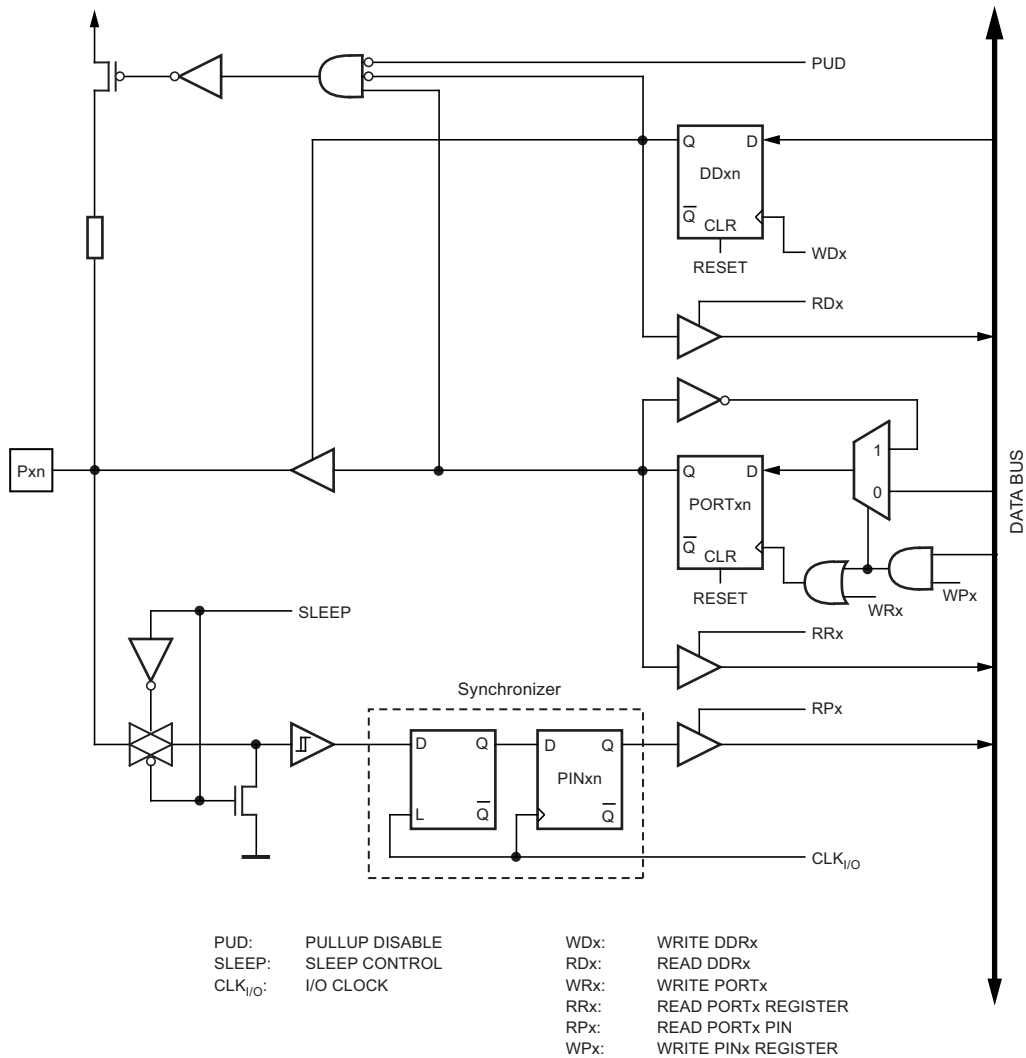 PUD
Q D
DDxn
Q
CLR
WDx
RESET
RDx
Pxn
1
Q D
0
PORTxn
Q
CLR
RESET
WRx
WPx
DATA BUS
SLEEP
RRx
Synchronizer
RPx
D Q D Q
PINxn
L Q Q
CLK I/O
PUD: PULLUP DISABLE
SLEEP: SLEEP CONTROL
CLK I/O: I/O CLOCK
WDx: WRITE DDRx
RDx: READ DDRx
WRx: WRITE PORTx
RRx: READ PORTx REGISTER
RPx: READ PORTx PIN
WPx: WRITE PINx REGISTER